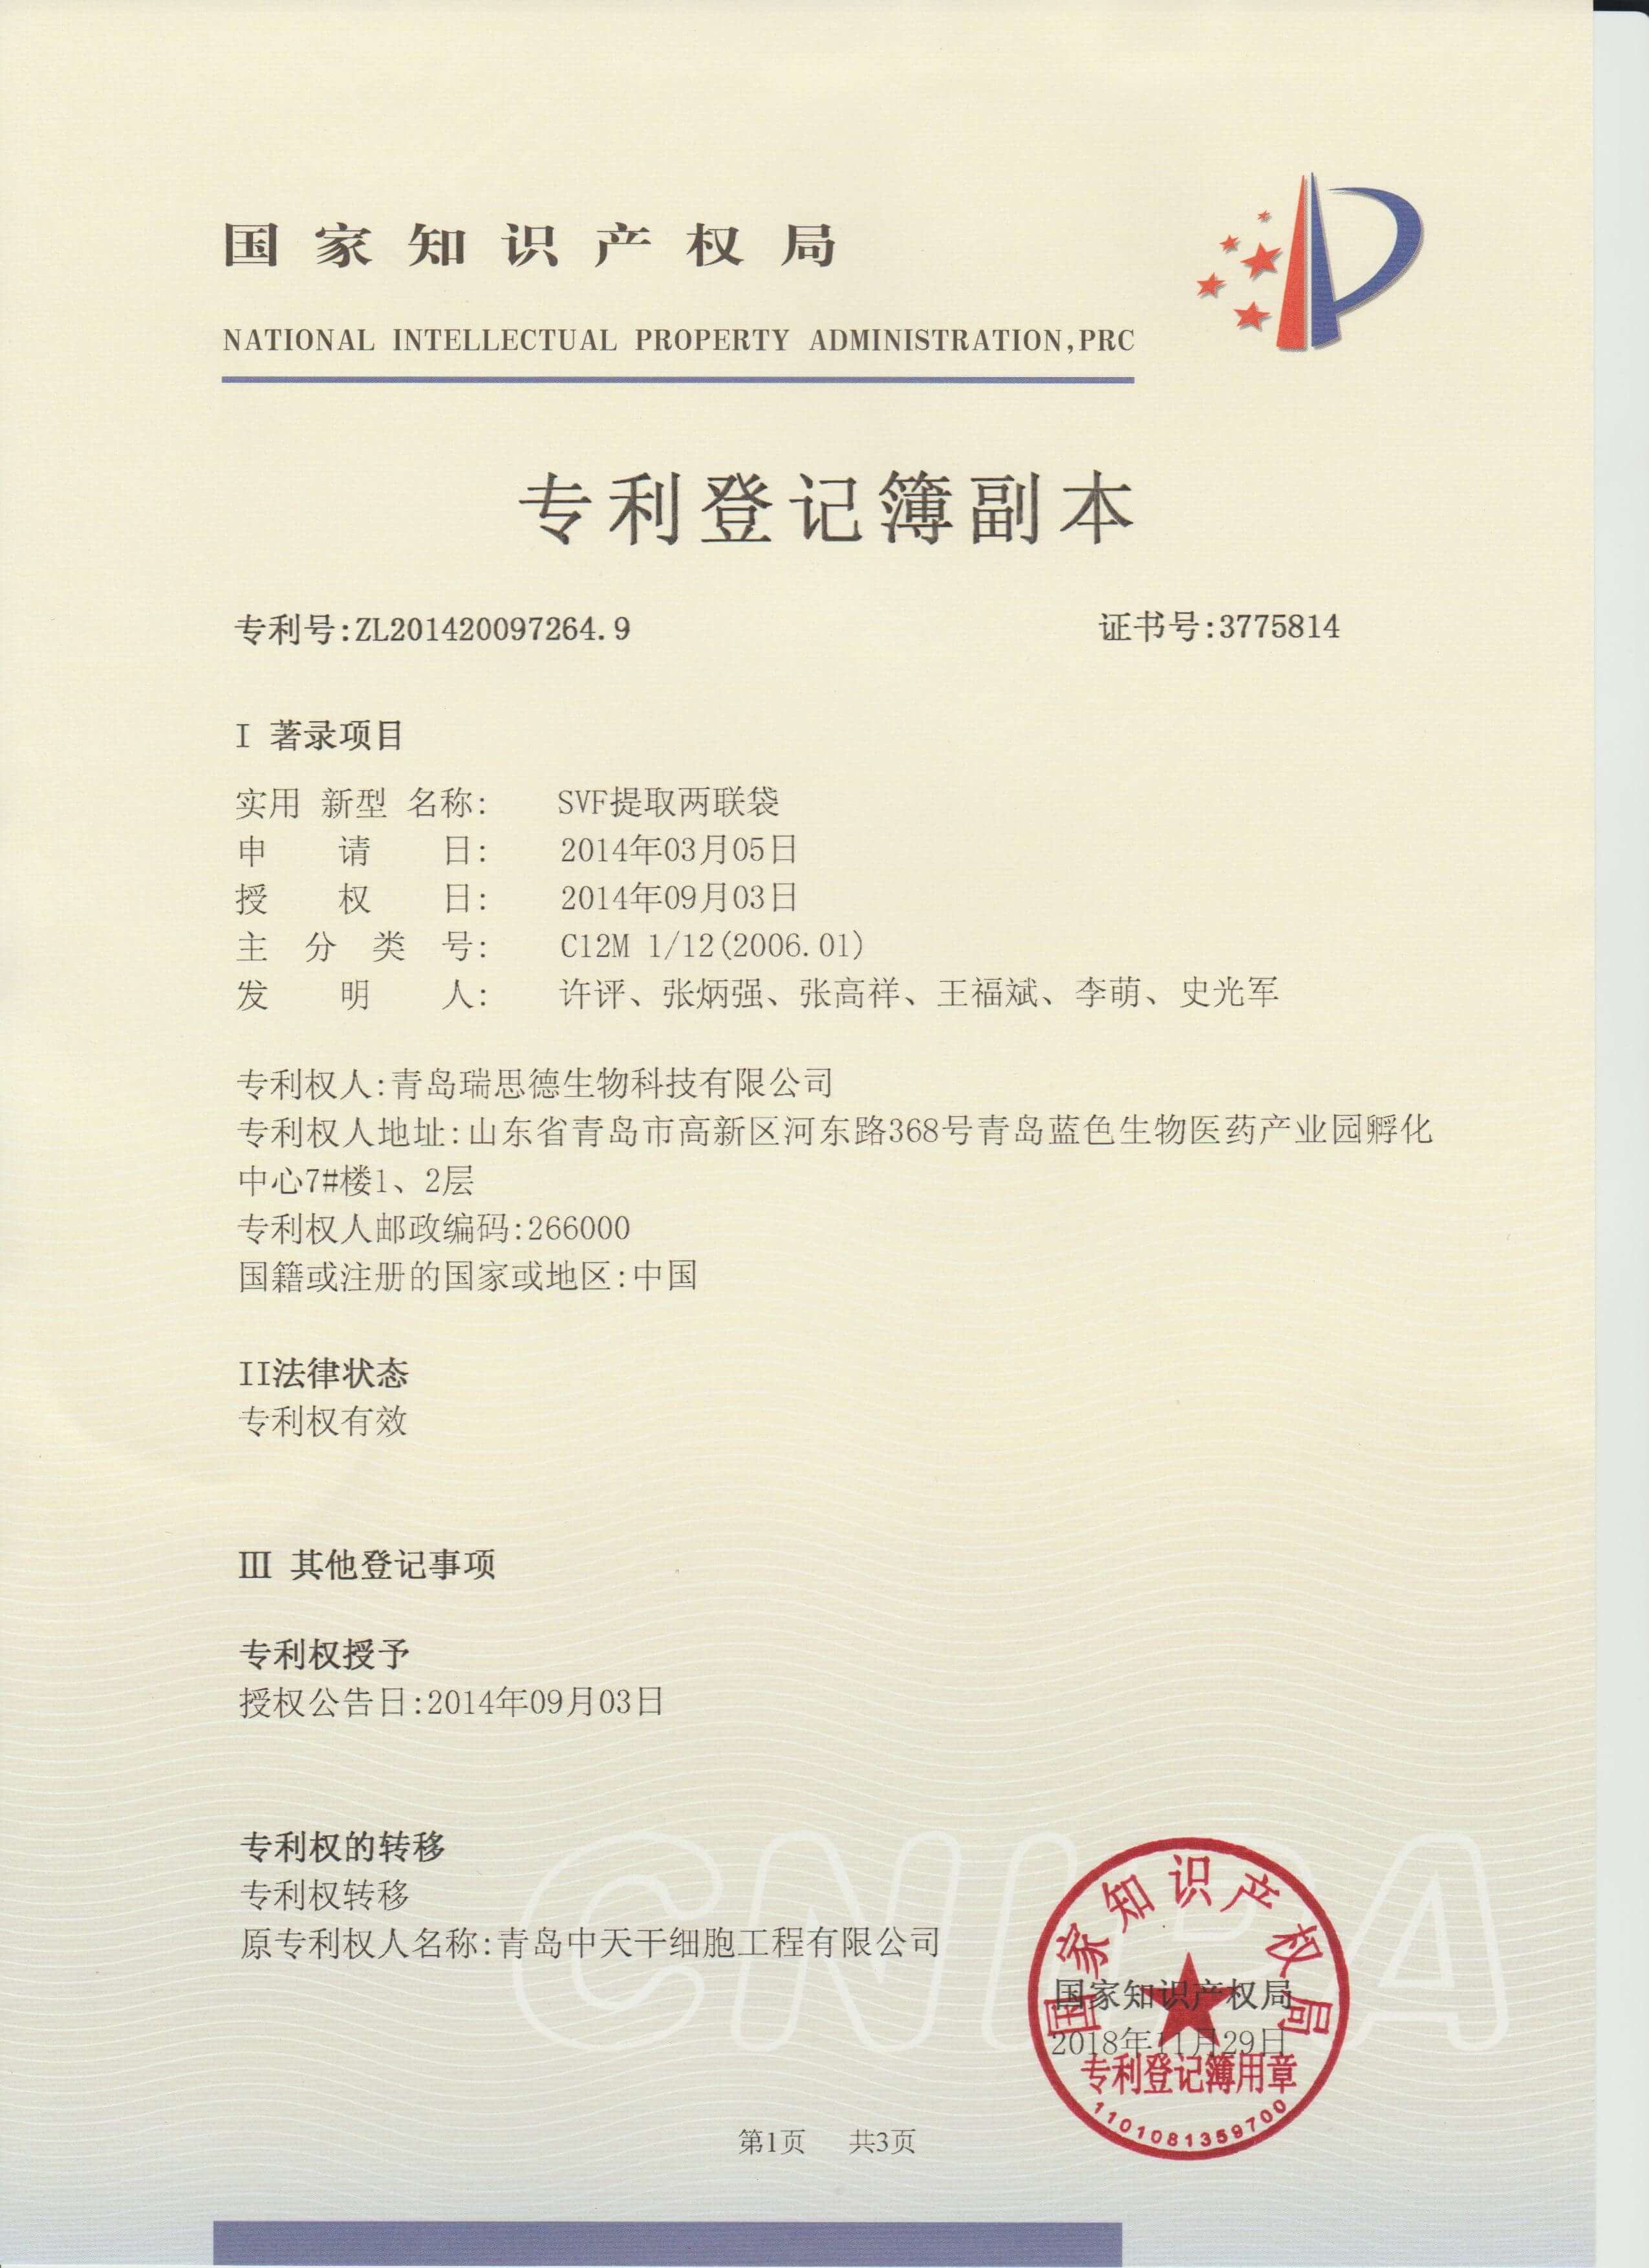 国家知识产权局
NATIONAL INTELLECTUAL PROPERTY ADMINISTRATION,PRC
专利登记簿副本
专利号:ZL201420097264.9 证书号:3775814
I 著录项目
实用 新型 名称: SVF提取两联袋
申 请 日: 2014年03月05日
授 权 日: 2014年09月03日
主 分 类 号: C12M 1/12(2006.01)
发 明 人: 许评、张炳强、张高祥、王福斌、李萌、史光军
专利权人:青岛瑞思德生物科技有限公司
专利权人地址:山东省青岛市高新区河东路368号青岛蓝色生物医药产业园孵化
中心7#楼1、2层
专利权人邮政编码:266000
国籍或注册的国家或地区:中国
II法律状态
专利权有效
III 其他登记事项
专利权授予
授权公告日:2014年09月03日
专利权的转移
专利权转移
原专利权人名称:青岛中天干细胞工程有限公司
CNIPA
国家知识产权局
国家知识产权局
2018年11月29日
专利登记簿用章
1101081359700
第1页 共3页